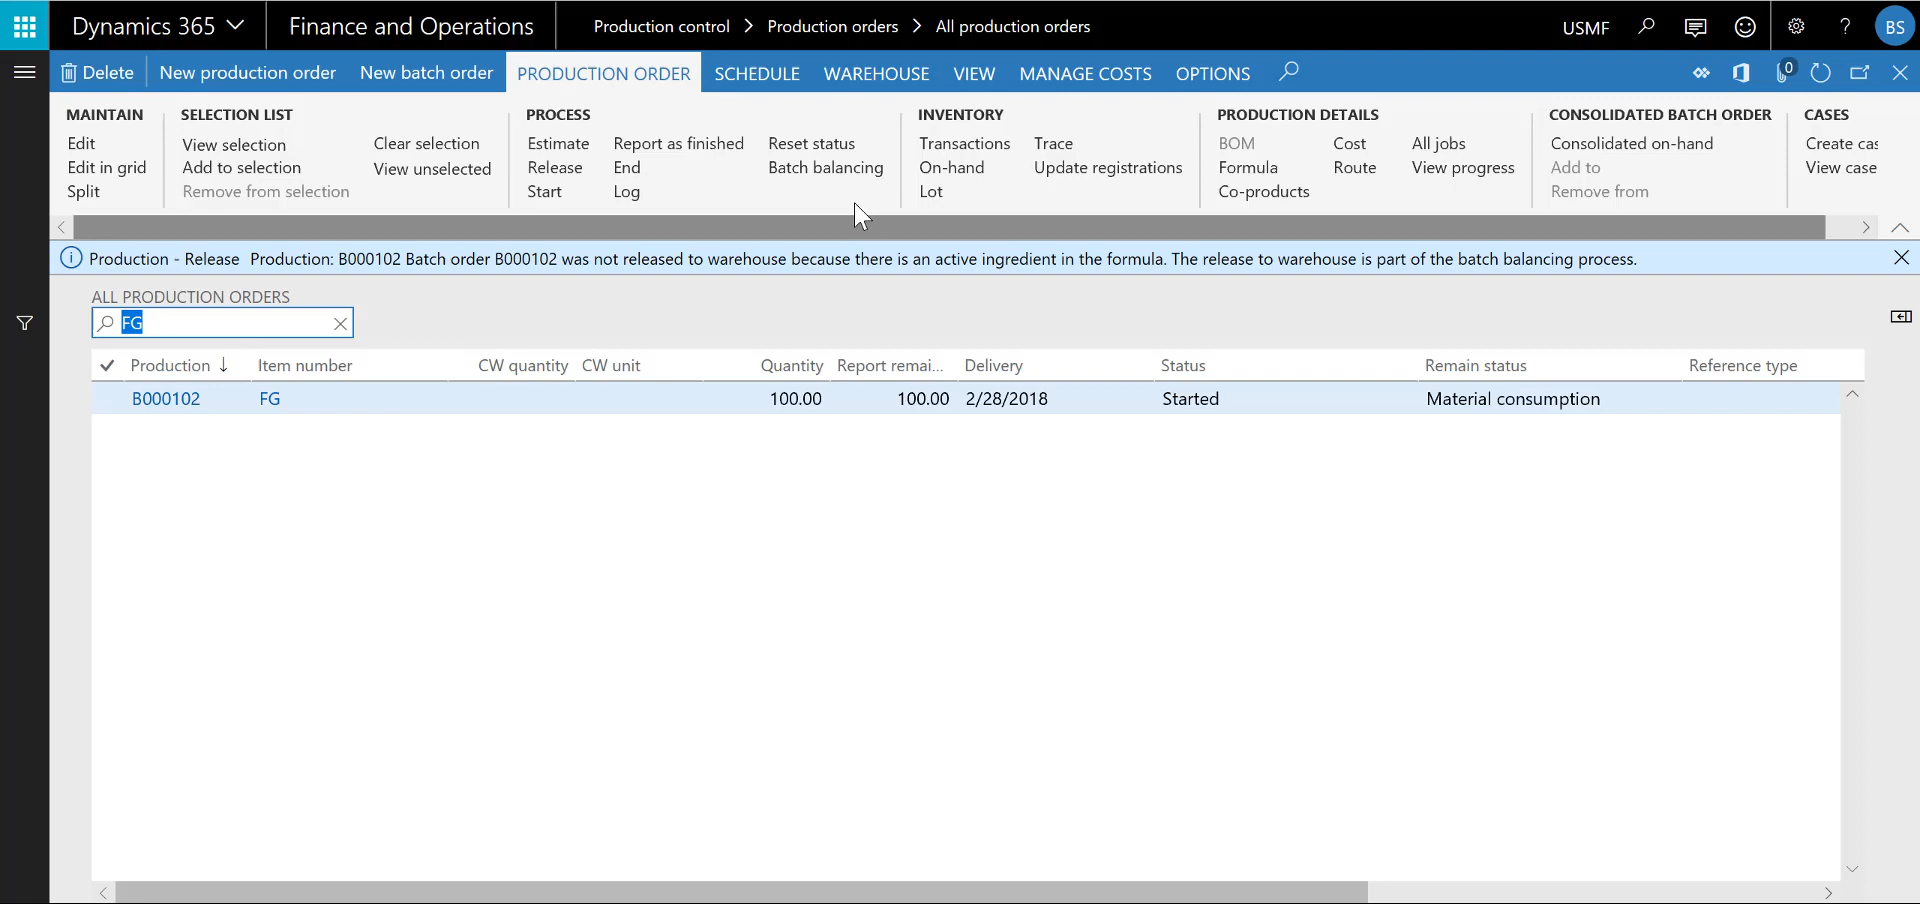 Dynamics 365 Finance and Operations Production control Production orders All production orders USMF ? BS
Delete New production order New batch order PRODUCTION ORDER SCHEDULE WAREHOUSE VIEW MANAGE COSTS OPTIONS 0
MAINTAIN SELECTION LIST PROCESS INVENTORY PRODUCTION DETAILS CONSOLIDATED BATCH ORDER CASES
Edit View selection Clear selection Estimate Report as finished Reset status Transactions Trace BOM Cost All jobs Consolidated on-hand Create cas
Edit in grid Add to selection View unselected Release End Batch balancing On-hand Update registrations Formula Route View progress Add to View case
Split Remove from selection Start Log Lot Co-products Remove from
Production - Release Production: B000102 Batch order B000102 was not released to warehouse because there is an active ingredient in the formula. The release to warehouse is part of the batch balancing process.
ALL PRODUCTION ORDERS
FG
Production Item number CW quantity CW unit Quantity Report remai... Delivery Status Remain status Reference type
B000102 FG 100.00 100.00 2/28/2018 Started Material consumption